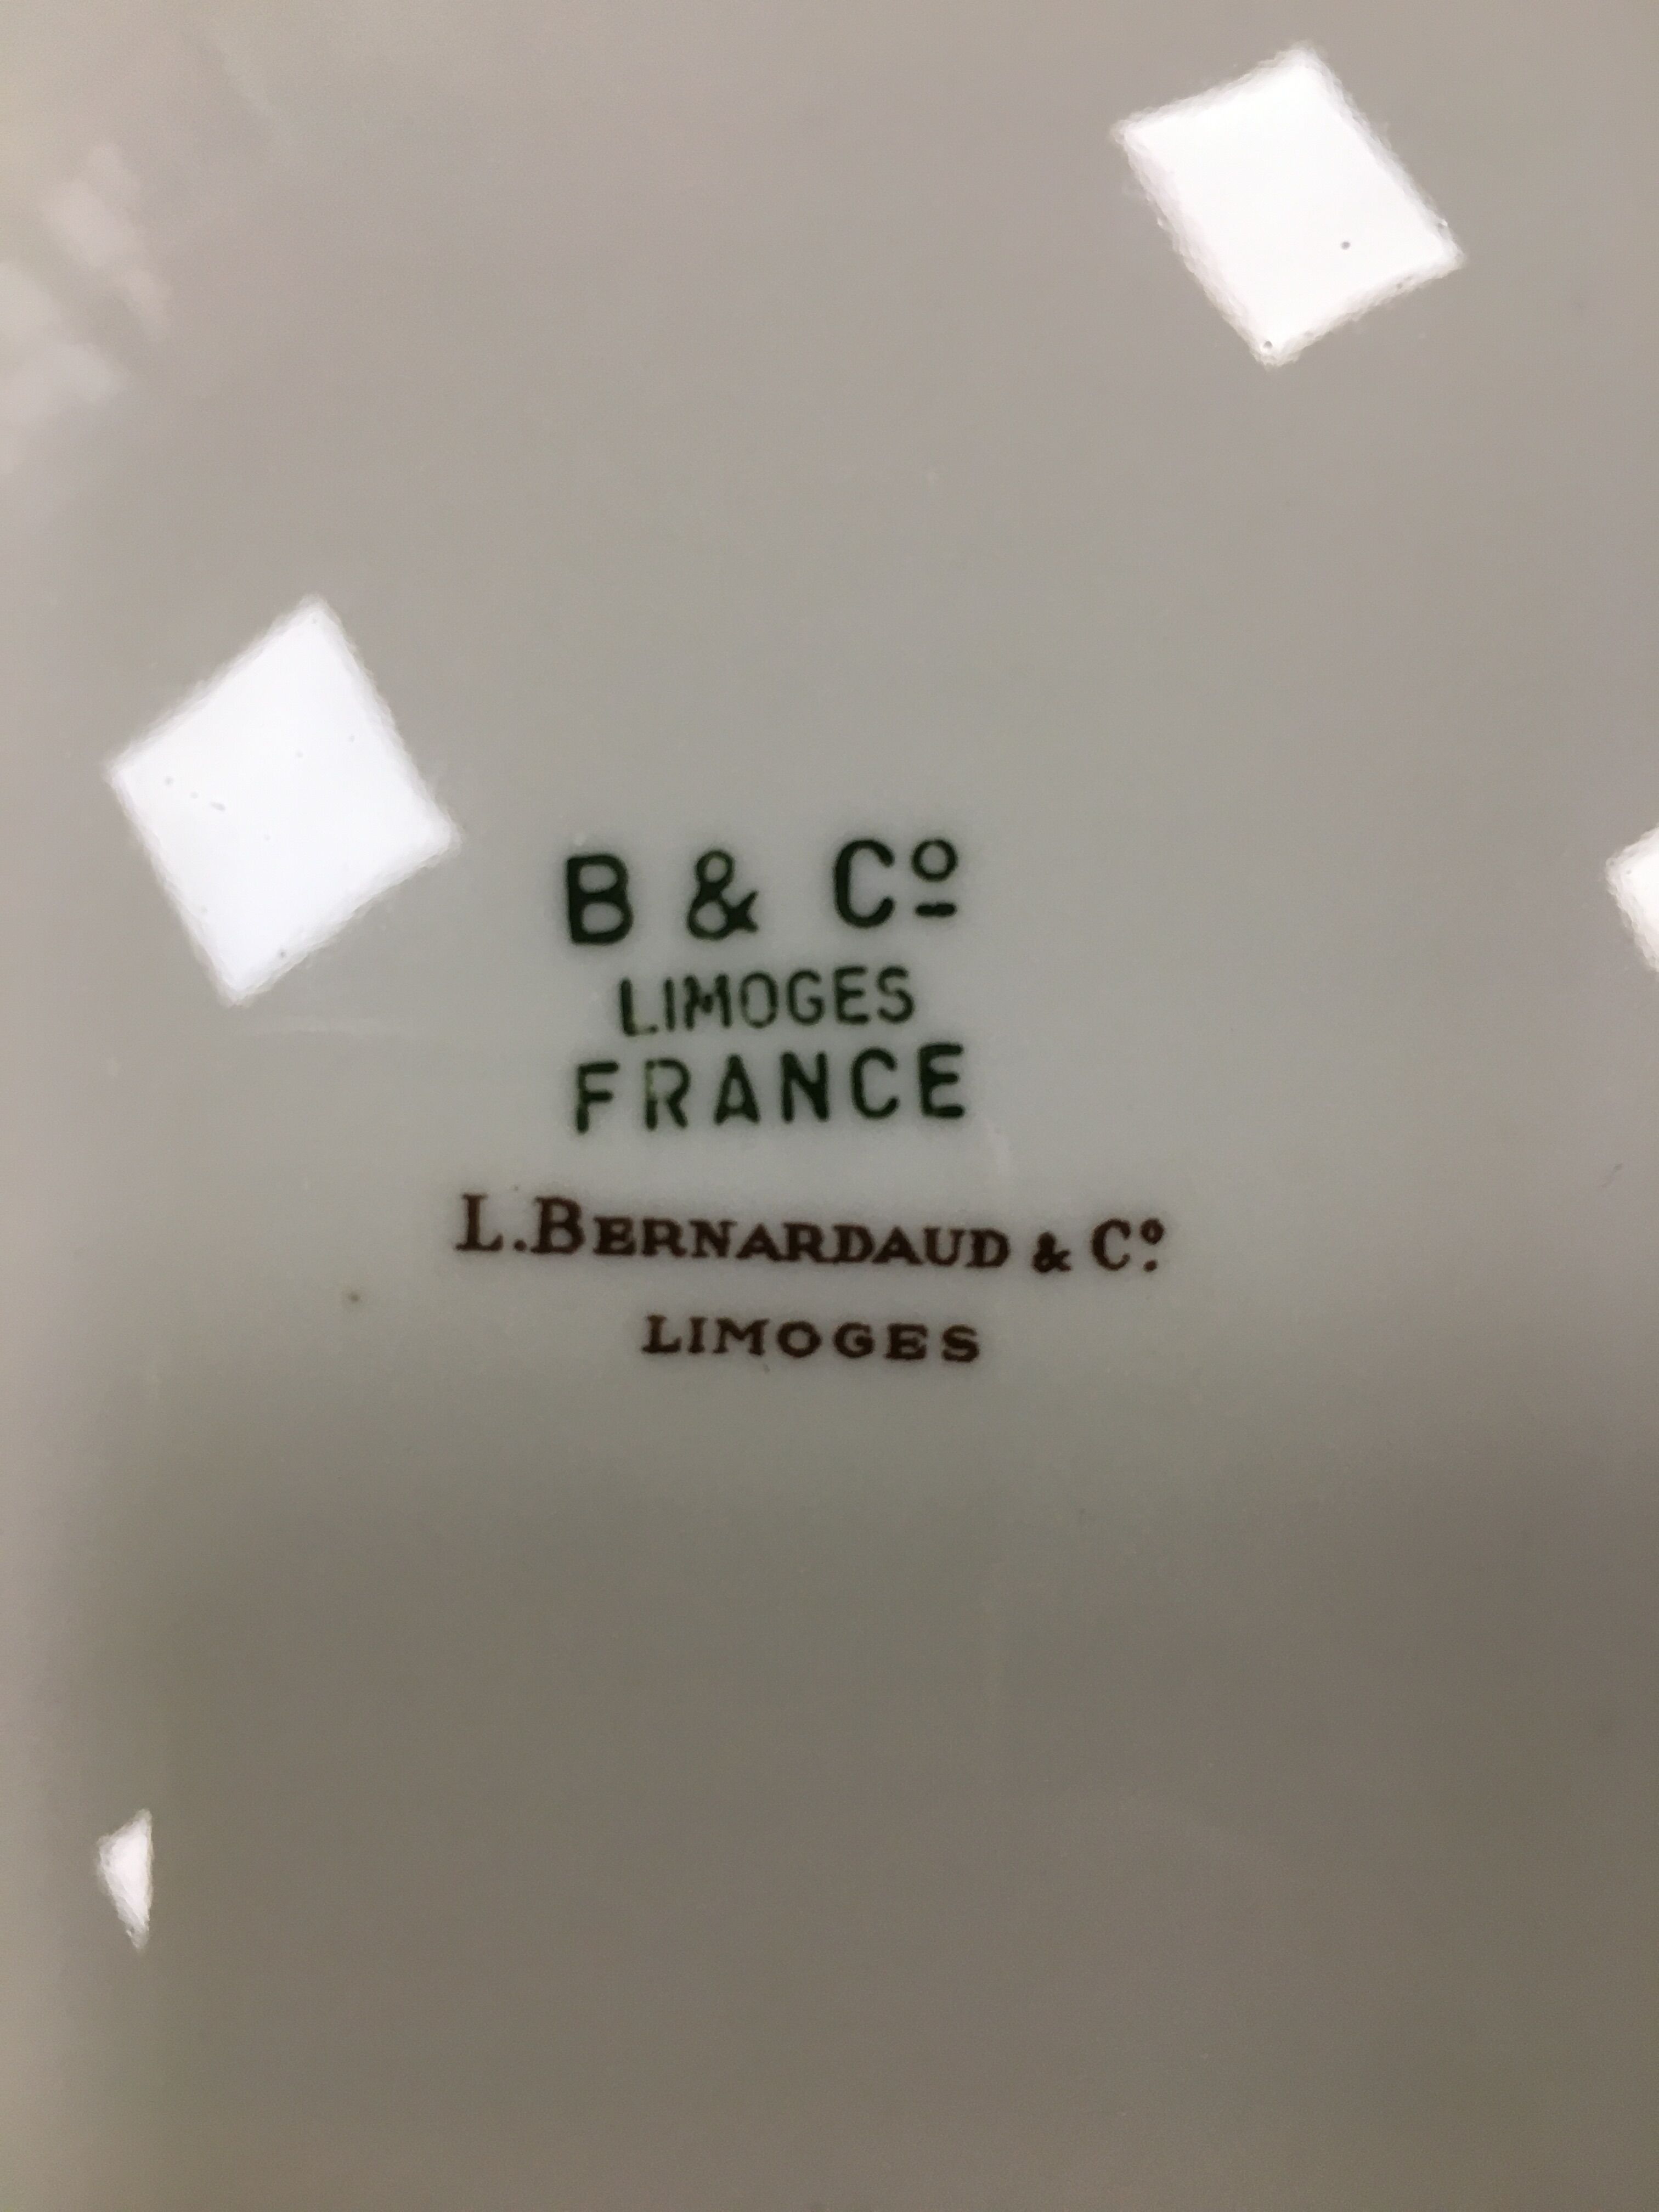 B & Cº
LIMOGES
FRANCE
L.BERNARDAUD & Cº.
LIMOGES